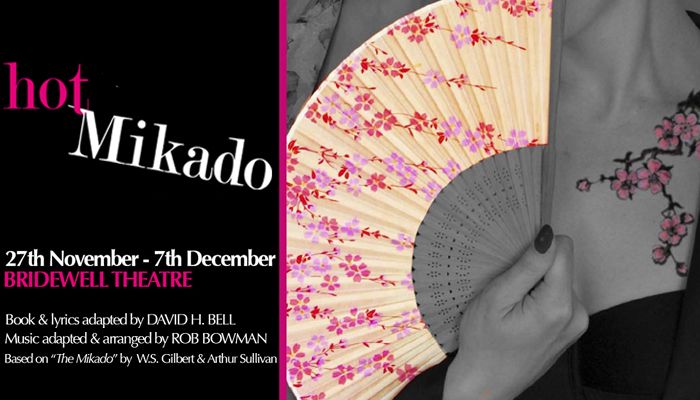 hot
Mikado
27th November - 7th December
BRIDEWELL THEATRE
Book & lyrics adapted by DAVID H. BELL
Music adapted & arranged by ROB BOWMAN
Based on "The Mikado" by W.S. Gilbert & Arthur Sullivan